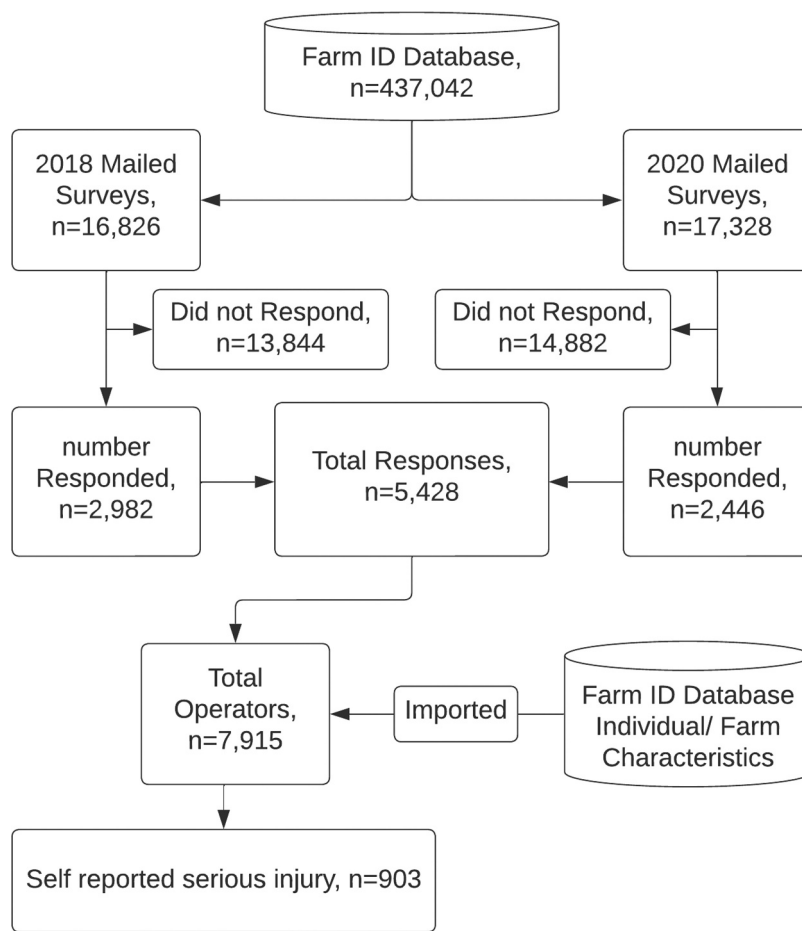 Farm ID Database,
n=437,042
2018 Mailed
Surveys,
n=16,826
2020 Mailed
Surveys,
n=17,328
Did not Respond,
n=13,844
Did not Respond,
n=14,882
number
Responded,
n=2,982
Total Responses,
n=5,428
number
Responded,
n=2,446
Total
Operators,
n=7,915
Imported
Farm ID Database
Individual/ Farm
Characteristics
Self reported serious injury, n=903